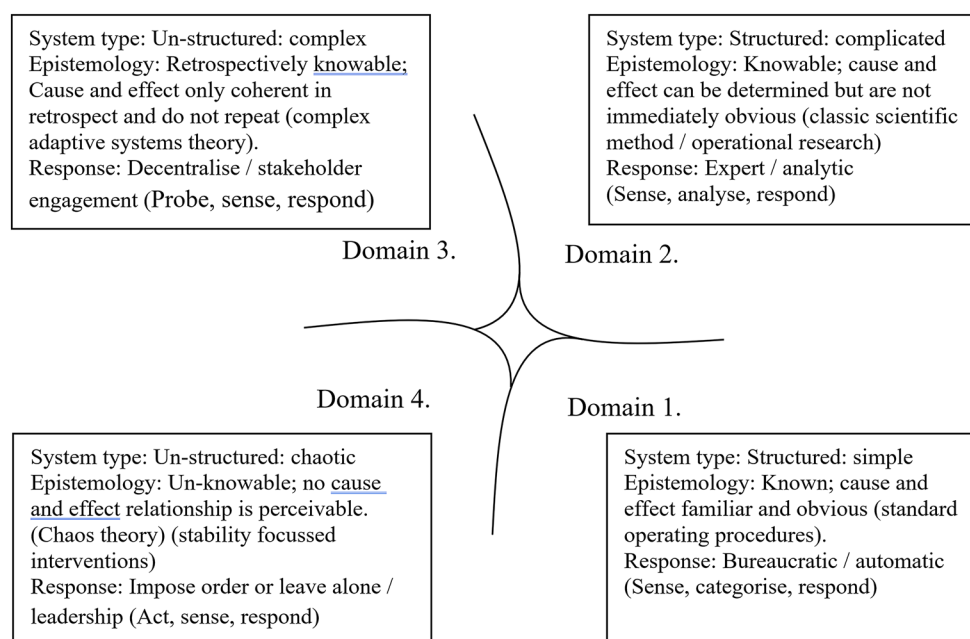 System type: Un-structured: complex
Epistemology: Retrospectively knowable;
Cause and effect only coherent in
retrospect and do not repeat (complex
adaptive systems theory).
Response: Decentralise / stakeholder
engagement (Probe, sense, respond)
System type: Structured: complicated
Epistemology: Knowable; cause and
effect can be determined but are not
immediately obvious (classic scientific
method / operational research)
Response: Expert / analytic
(Sense, analyse, respond)
Domain 3.
Domain 2.
Domain 4.
Domain 1.
System type: Un-structured: chaotic
Epistemology: Un-knowable; no cause
and effect relationship is perceivable.
(Chaos theory) (stability focussed
interventions)
Response: Impose order or leave alone /
leadership (Act, sense, respond)
System type: Structured: simple
Epistemology: Known; cause and
effect familiar and obvious (standard
operating procedures).
Response: Bureaucratic / automatic
(Sense, categorise, respond)